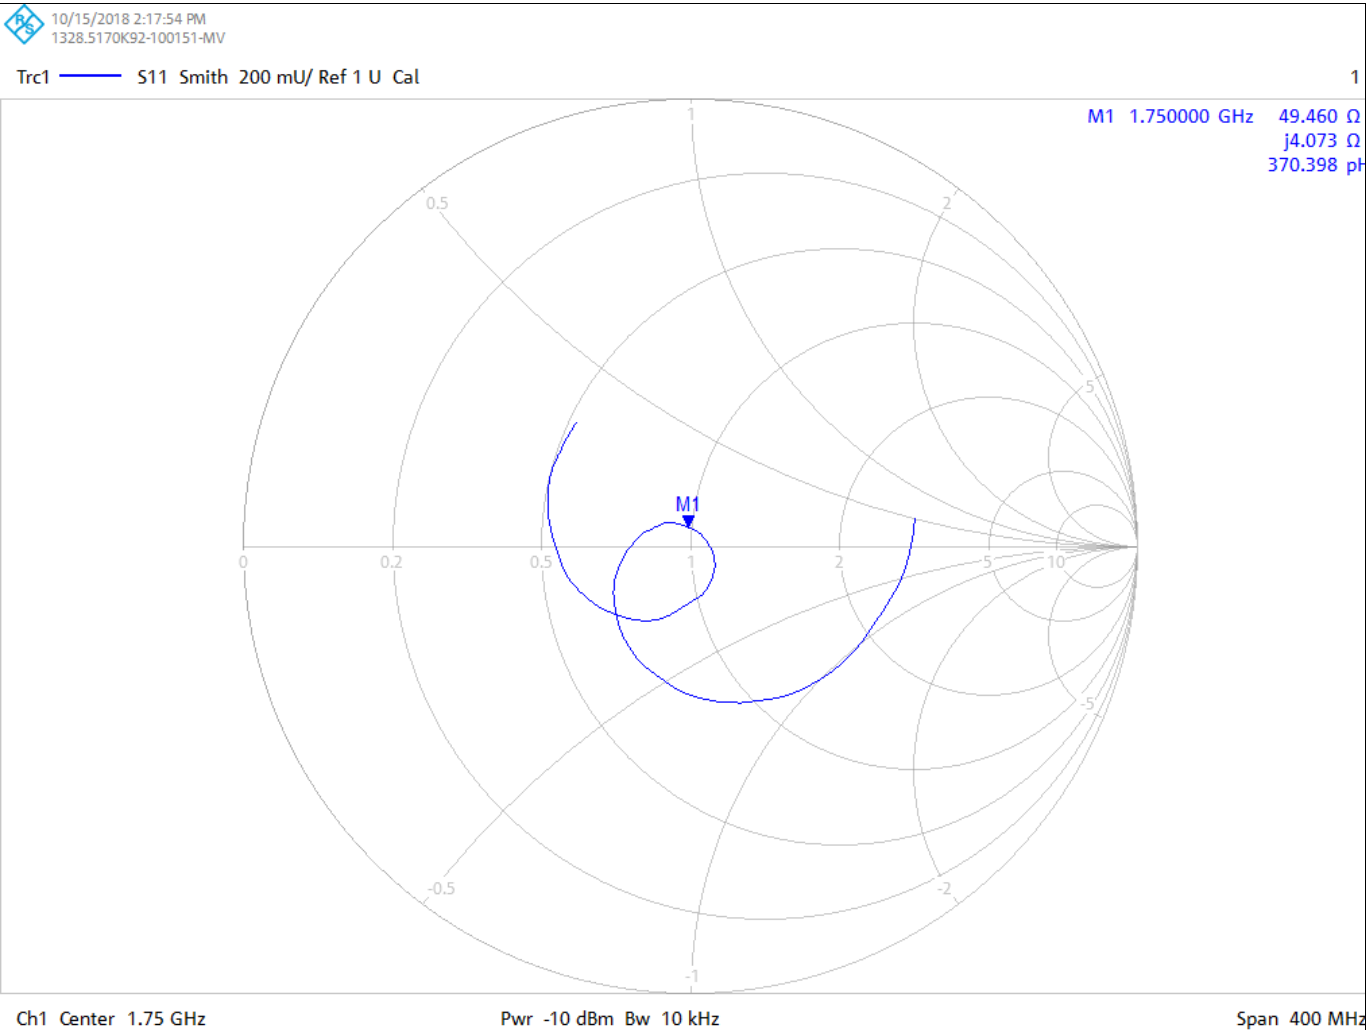 R/S
10/15/2018 2:17:54 PM
1328.5170K92-100151-MV
Trc1 S11 Smith 200 mU/ Ref 1 U Cal 1
M1 1.750000 GHz 49.460 Ω
j4.073 Ω
370.398 pH
1
0.5 2
5
M1
0 0.2 0.5 1 2 5 10
-5
-0.5 -2
-1
Ch1 Center 1.75 GHz Pwr -10 dBm Bw 10 kHz Span 400 MHz